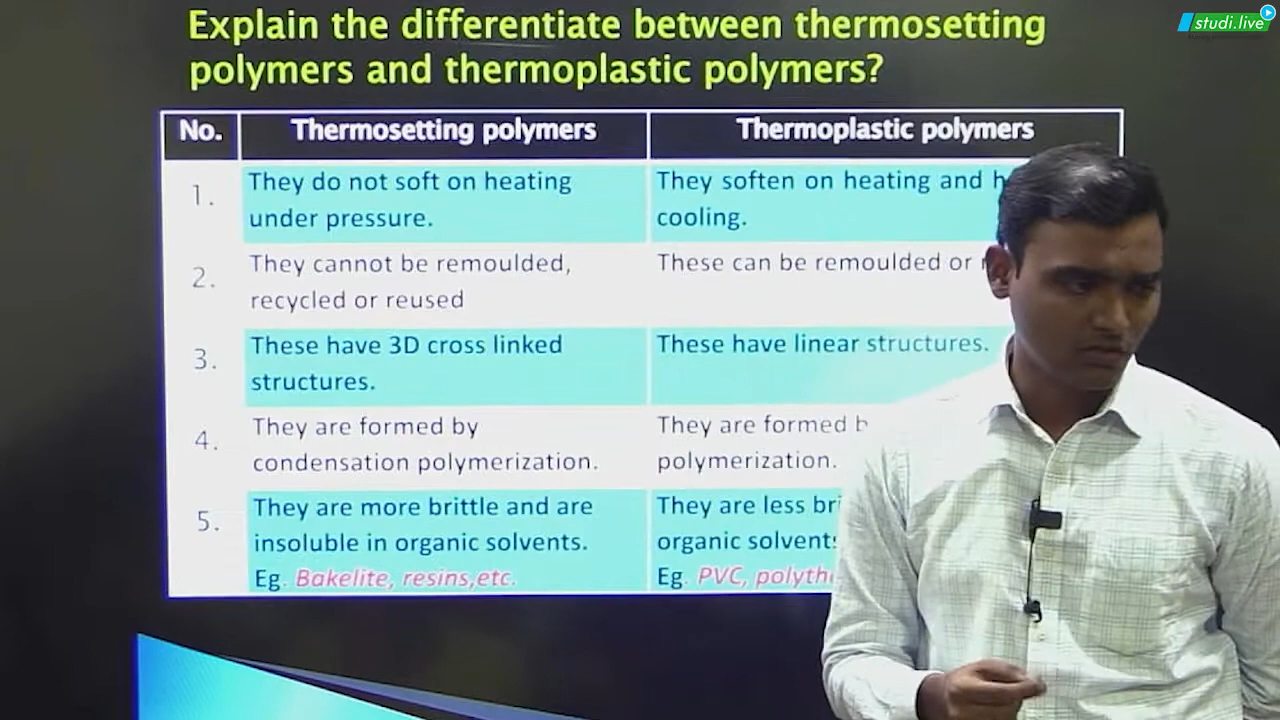 studi.live
Explain the differentiate between thermosetting
polymers and thermoplastic polymers?
No. Thermosetting polymers Thermoplastic polymers
1. They do not soft on heating They soften on heating and
under pressure. cooling.
2. They cannot be remoulded, These can be remoulded or
recycled or reused
3. These have 3D cross linked These have linear structures.
structures.
4. They are formed by They are formed
condensation polymerization. polymerization.
5. They are more brittle and are They are less
insoluble in organic solvents. organic
Eg. Bakelite, resins,etc. Eg. PVC,